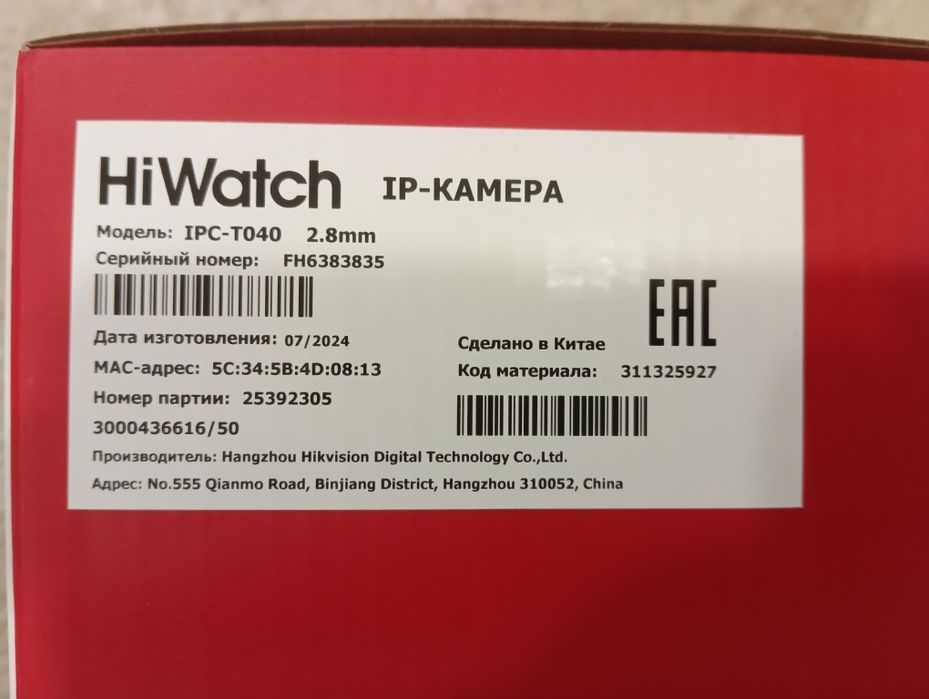 HiWatch IP-КАМЕРА
Модель: IPC-T040 2.8mm
Серийный номер: FH6383835
EAC
Дата изготовления: 07/2024
Сделано в Китае
MAC-адрес: 5C:34:5B:4D:08:13
Код материала: 311325927
Номер партии: 25392305
3000436616/50
Производитель: Hangzhou Hikvision Digital Technology Co.,Ltd.
Адрес: No.555 Qianmo Road, Binjiang District, Hangzhou 310052, China